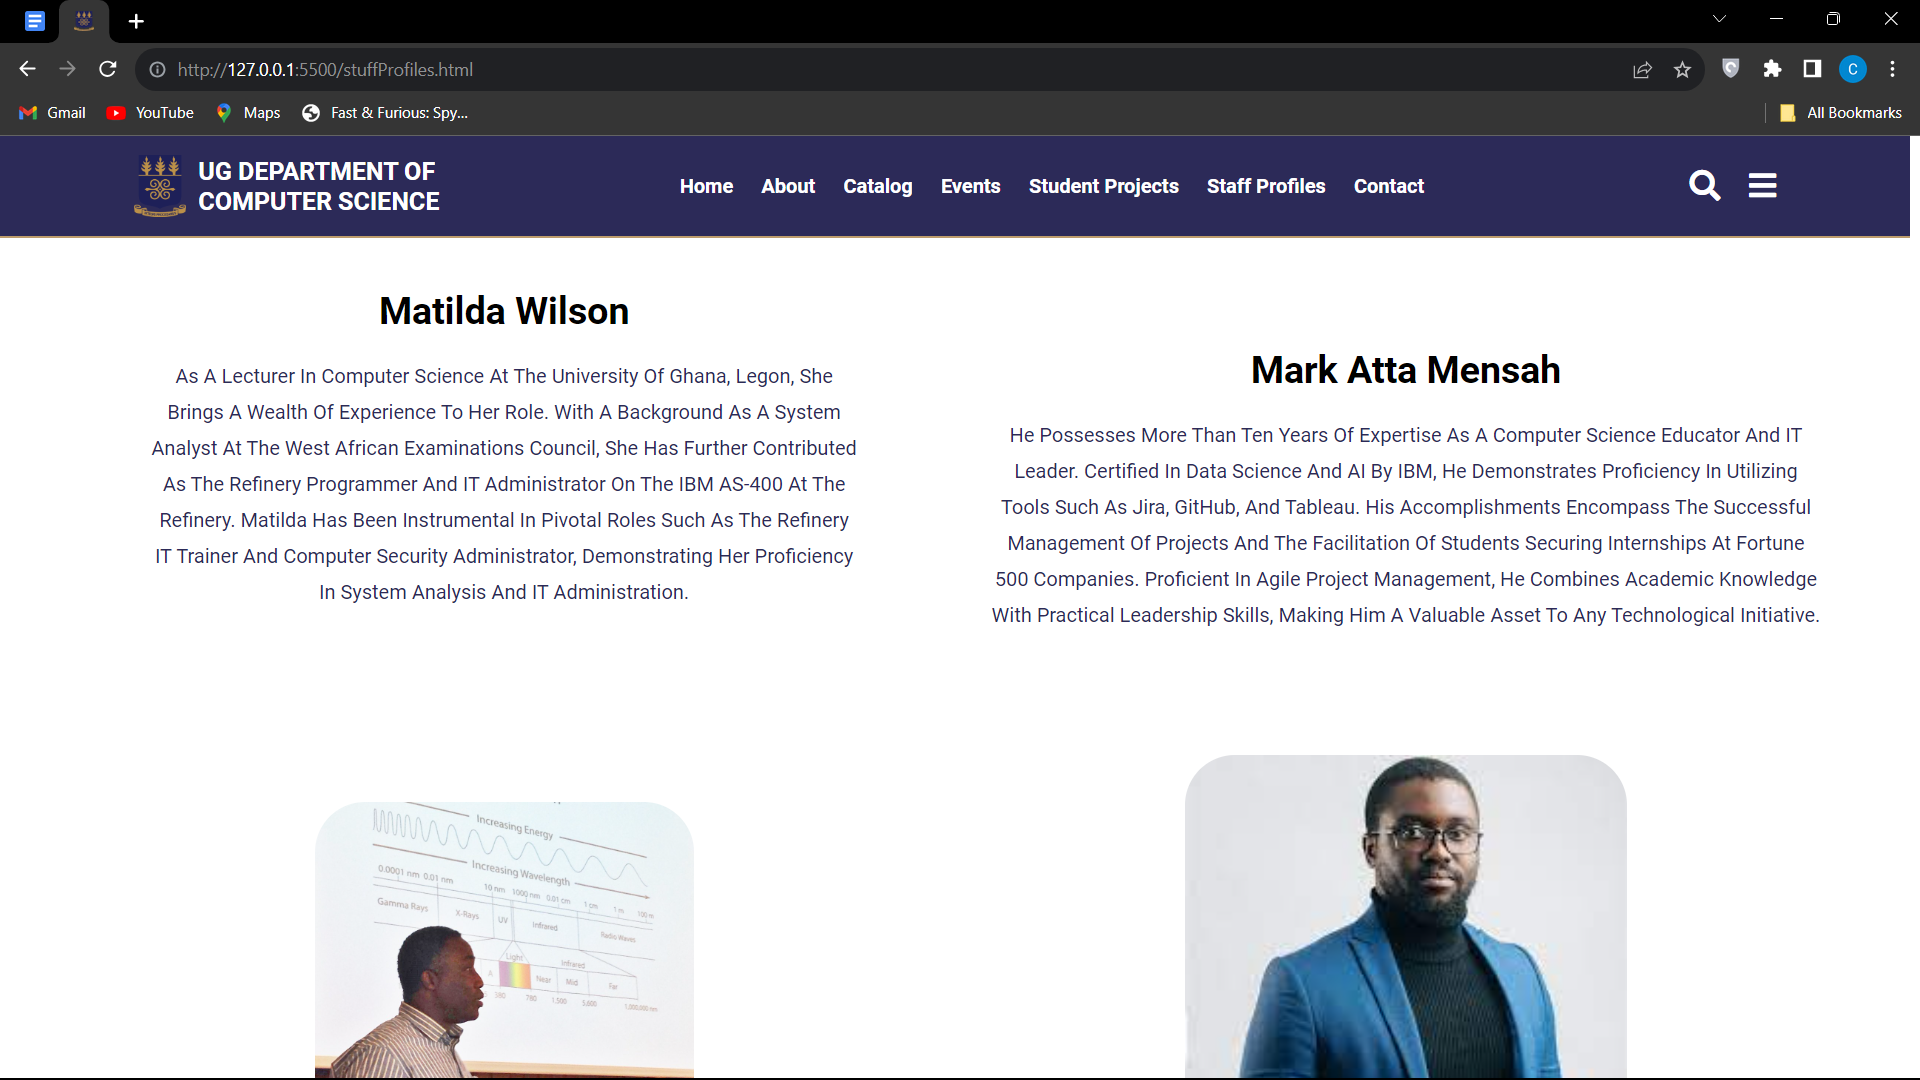 http://127.0.0.1:5500/stuffProfiles.html
C
Gmail
YouTube
Maps
Fast & Furious: Spy...
All Bookmarks
UG DEPARTMENT OF
COMPUTER SCIENCE
Home
About
Catalog
Events
Student Projects
Staff Profiles
Contact
Matilda Wilson
As A Lecturer In Computer Science At The University Of Ghana, Legon, She
Brings A Wealth Of Experience To Her Role. With A Background As A System
Analyst At The West African Examinations Council, She Has Further Contributed
As The Refinery Programmer And IT Administrator On The IBM AS-400 At The
Refinery. Matilda Has Been Instrumental In Pivotal Roles Such As The Refinery
IT Trainer And Computer Security Administrator, Demonstrating Her Proficiency
In System Analysis And IT Administration.
Mark Atta Mensah
He Possesses More Than Ten Years Of Expertise As A Computer Science Educator And IT
Leader. Certified In Data Science And AI By IBM, He Demonstrates Proficiency In Utilizing
Tools Such As Jira, GitHub, And Tableau. His Accomplishments Encompass The Successful
Management Of Projects And The Facilitation Of Students Securing Internships At Fortune
500 Companies. Proficient In Agile Project Management, He Combines Academic Knowledge
With Practical Leadership Skills, Making Him A Valuable Asset To Any Technological Initiative.
Increasing Energy
Increasing Wavelength
0.0001 nm 0.01 nm
10 nm 1000 nm 0.01 cm 1 cm 1 m 100 m
Gamma Rays
X-Rays
UV
Infrared
Radio Waves
Light
Infrared
A
Near
Mid
Far
380
780
1,500
5,600
1,000,000 nm